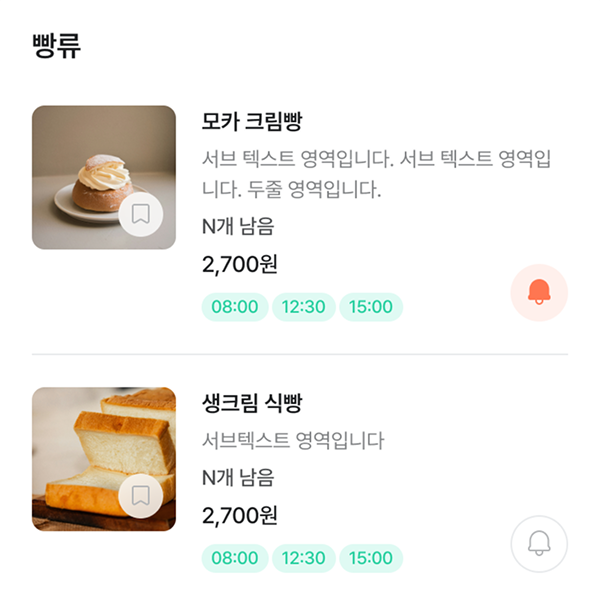 빵류
모카 크림빵
서브 텍스트 영역입니다. 서브 텍스트 영역입
니다. 두줄 영역입니다.
N개 남음
2,700원
08:00 12:30 15:00
생크림 식빵
서브텍스트 영역입니다
N개 남음
2,700원
08:00 12:30 15:00